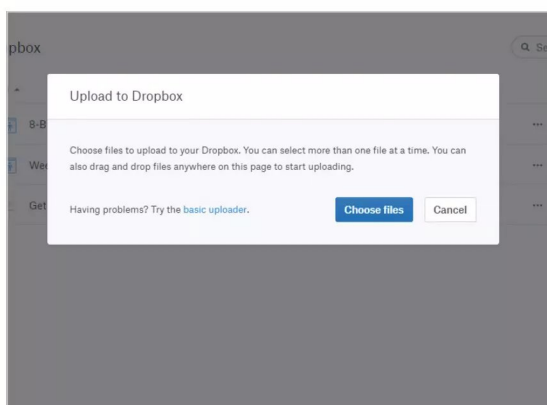 pbox
Se
Upload to Dropbox
8-B
Choose files to upload to your Dropbox. You can select more than one file at a time. You can
also drag and drop files anywhere on this page to start uploading.
Wee
Get
Having problems? Try the basic uploader.
Choose files
Cancel